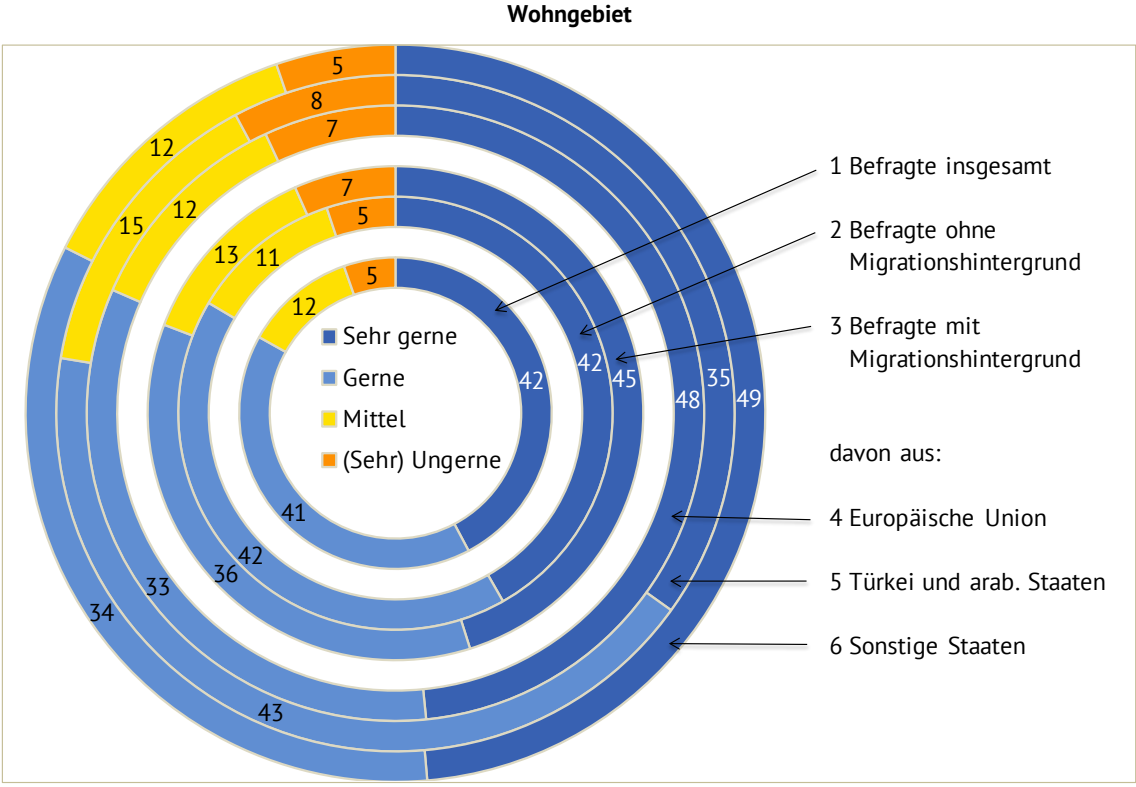 Wohngebiet
5
8
7
12
15
12
7
5
13
11
5
12
1 Befragte insgesamt
2 Befragte ohne
Migrationshintergrund
3 Befragte mit
Migrationshintergrund
Sehr gerne
Gerne
Mittel
(Sehr) Ungerne
42
42
45
48
35
49
davon aus:
4 Europäische Union
5 Türkei und arab. Staaten
6 Sonstige Staaten
41
42
36
33
34
43